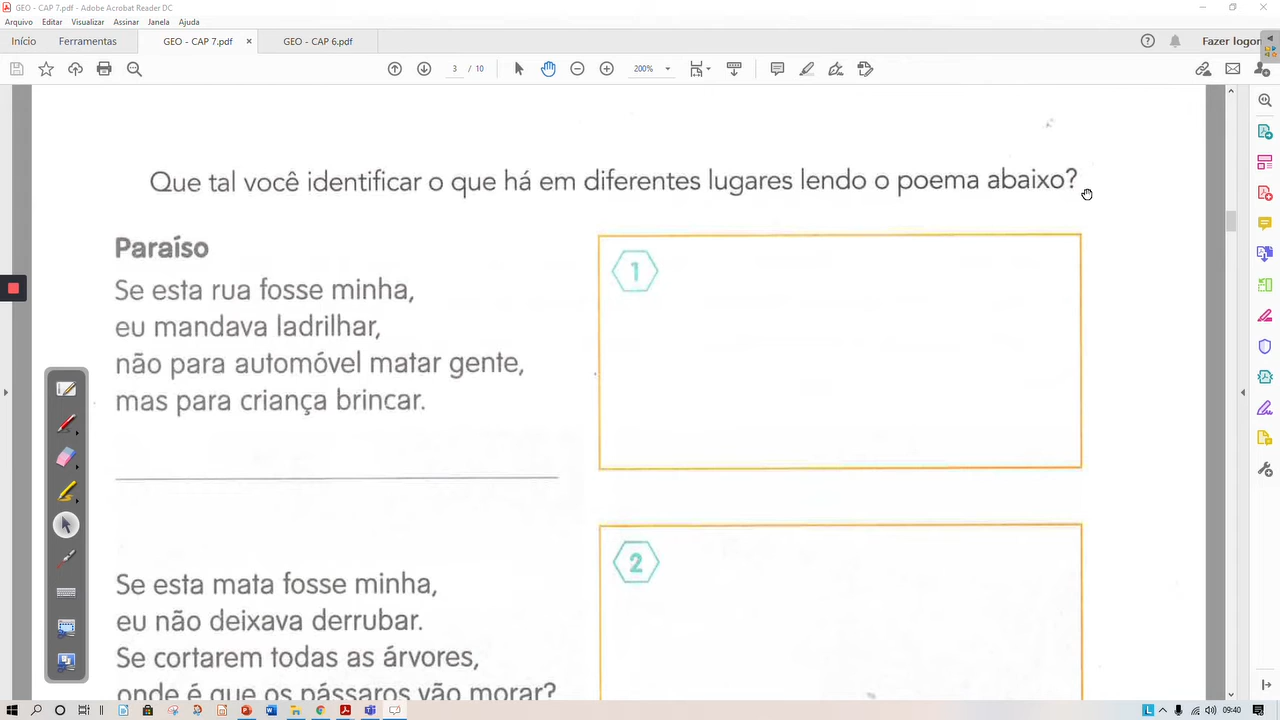 GEO - CAP 7.pdf - Adobe Acrobat Reader DC
Arquivo Editar Visualizar Assinar Janela Ajuda
Início Ferramentas GEO - CAP 7.pdf × GEO - CAP 6.pdf Fazer logon
3 / 10 200%
Que tal você identificar o que há em diferentes lugares lendo o poema abaixo?
Paraíso
Se esta rua fosse minha,
eu mandava ladrilhar,
não para automóvel matar gente,
mas para criança brincar.
1
Se esta mata fosse minha,
eu não deixava derrubar.
Se cortarem todas as árvores,
onde é que os pássaros vão morar?
2
09:40